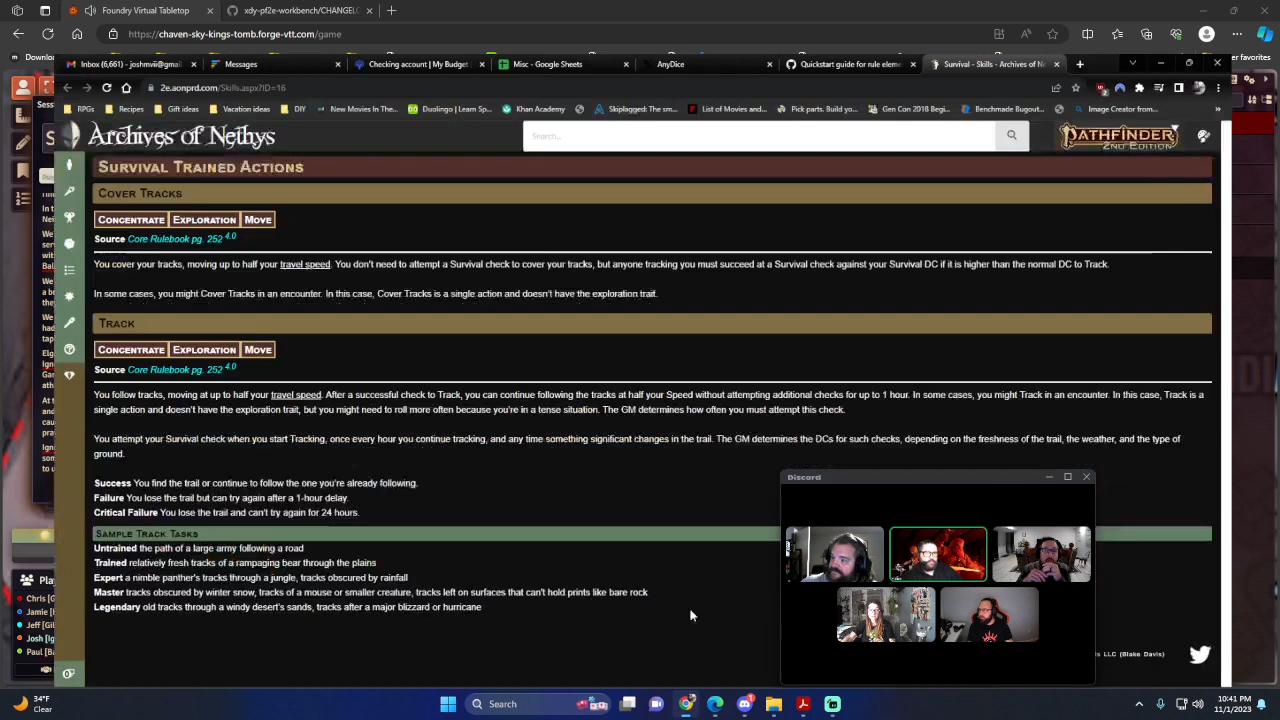 Foundry Virtual Tabletop
xdy-pf2e-workbench/CHANGEL
https://chaven-sky-kings-tomb.forge-vtt.com/game
Inbox (6,661) - joshmvii@gmail
Messages
Checking account | My Budget
Misc - Google Sheets
AnyDice
Quickstart guide for rule elem
Survival - Skills - Archives of Ne
2e.aonprd.com/Skills.aspx?ID=16
RPGs
Recipes
Gift ideas
Vacation ideas
DIY
New Movies In The...
Duolingo | Learn Sp...
Khan Academy
Skiplagged: The sm...
List of Movies and...
Pick parts. Build yo...
Gen Con 2018 Begi...
Benchmade Bugout...
Image Creator from...
Archives of Nethys
Search...
PATHFINDER
2ND EDITION
SURVIVAL TRAINED ACTIONS
COVER TRACKS
CONCENTRATE EXPLORATION MOVE
Source Core Rulebook pg. 252 4.0
You cover your tracks, moving up to half your travel speed. You don't need to attempt a Survival check to cover your tracks, but anyone tracking you must succeed at a Survival check against your Survival DC if it is higher than the normal DC to Track.
In some cases, you might Cover Tracks in an encounter. In this case, Cover Tracks is a single action and doesn't have the exploration trait.
TRACK
CONCENTRATE EXPLORATION MOVE
Source Core Rulebook pg. 252 4.0
You follow tracks, moving at up to half your travel speed. After a successful check to Track, you can continue following the tracks at half your Speed without attempting additional checks for up to 1 hour. In some cases, you might Track in an encounter. In this case, Track is a
single action and doesn't have the exploration trait, but you might need to roll more often because you're in a tense situation. The GM determines how often you must attempt this check.
You attempt your Survival check when you start Tracking, once every hour you continue tracking, and any time something significant changes in the trail. The GM determines the DCs for such checks, depending on the freshness of the trail, the weather, and the type of
ground.
Success You find the trail or continue to follow the one you're already following.
Failure You lose the trail but can try again after a 1-hour delay.
Critical Failure You lose the trail and can't try again for 24 hours.
SAMPLE TRACK TASKS
Untrained the path of a large army following a road
Trained relatively fresh tracks of a rampaging bear through the plains
Expert a nimble panther's tracks through a jungle, tracks obscured by rainfall
Master tracks obscured by winter snow, tracks of a mouse or smaller creature, tracks left on surfaces that can't hold prints like bare rock
Legendary old tracks through a windy desert's sands, tracks after a major blizzard or hurricane
Discord
LLC (Blake Davis)
Chris [
Jamie [
Jeff [
Josh [
Paul [
34°F
Clear
Search
10:41 PM
11/1/2023